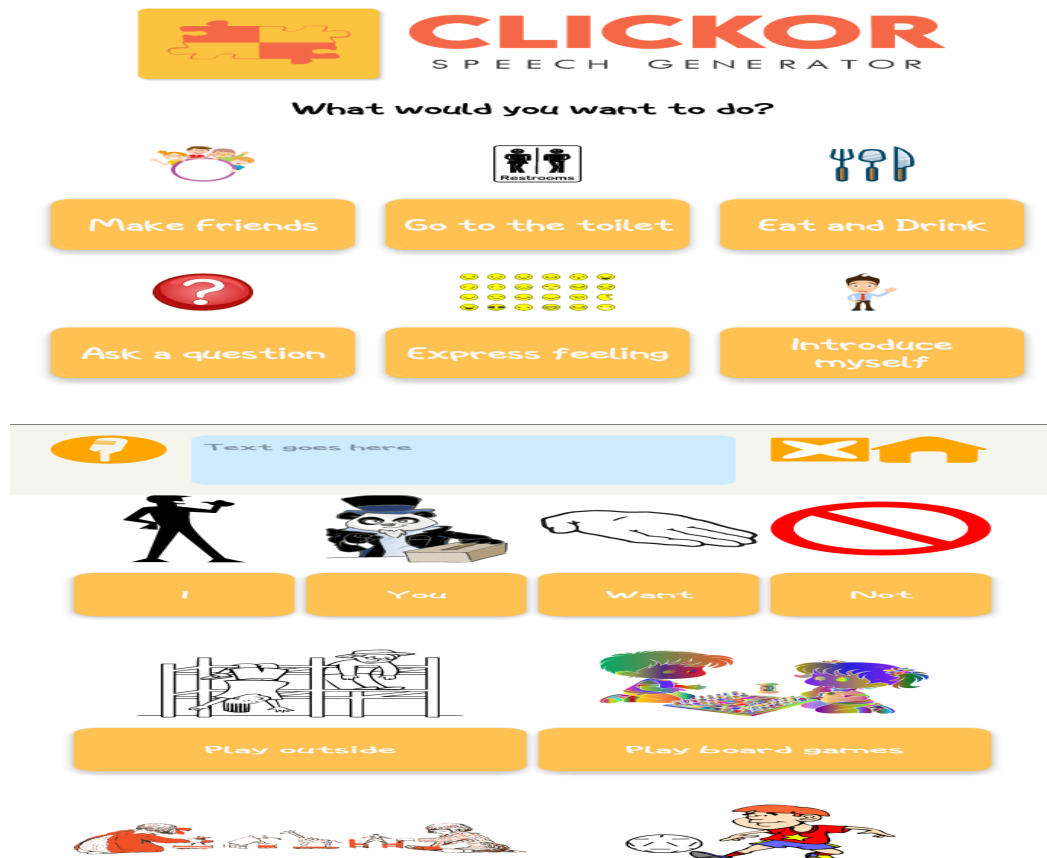 CLICKOR
SPEECH GENERATOR
What would you want to do?
Restrooms
Make Friends
Go to the toilet
Eat and Drink
?
Ask a question
Express feeling
Introduce
myself
Text goes here
I
You
Want
Not
Play outside
Play board games